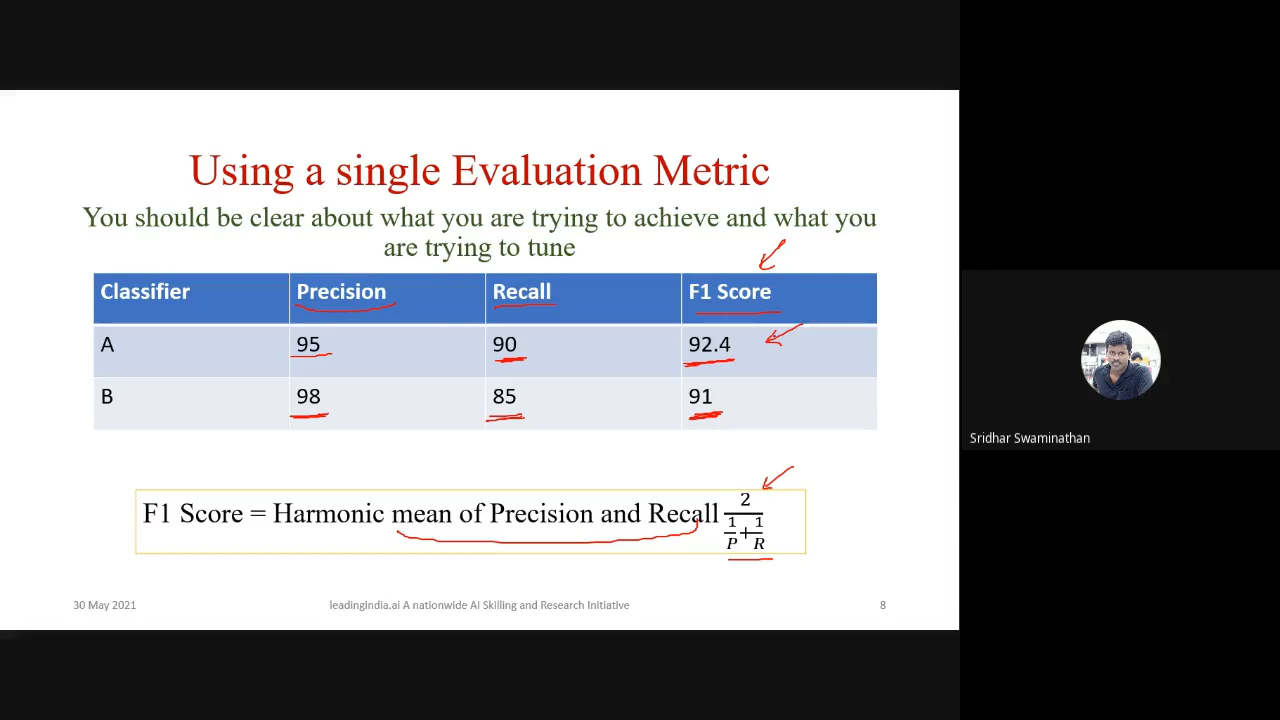 Using a single Evaluation Metric
You should be clear about what you are trying to achieve and what you
are trying to tune
Classifier Precision Recall F1 Score
A 95 90 92.4
B 98 85 91
F1 Score = Harmonic mean of Precision and Recall 2/(1/P + 1/R)
30 May 2021 leadingindia.ai A nationwide AI Skilling and Research Initiative 8
Sridhar Swaminathan